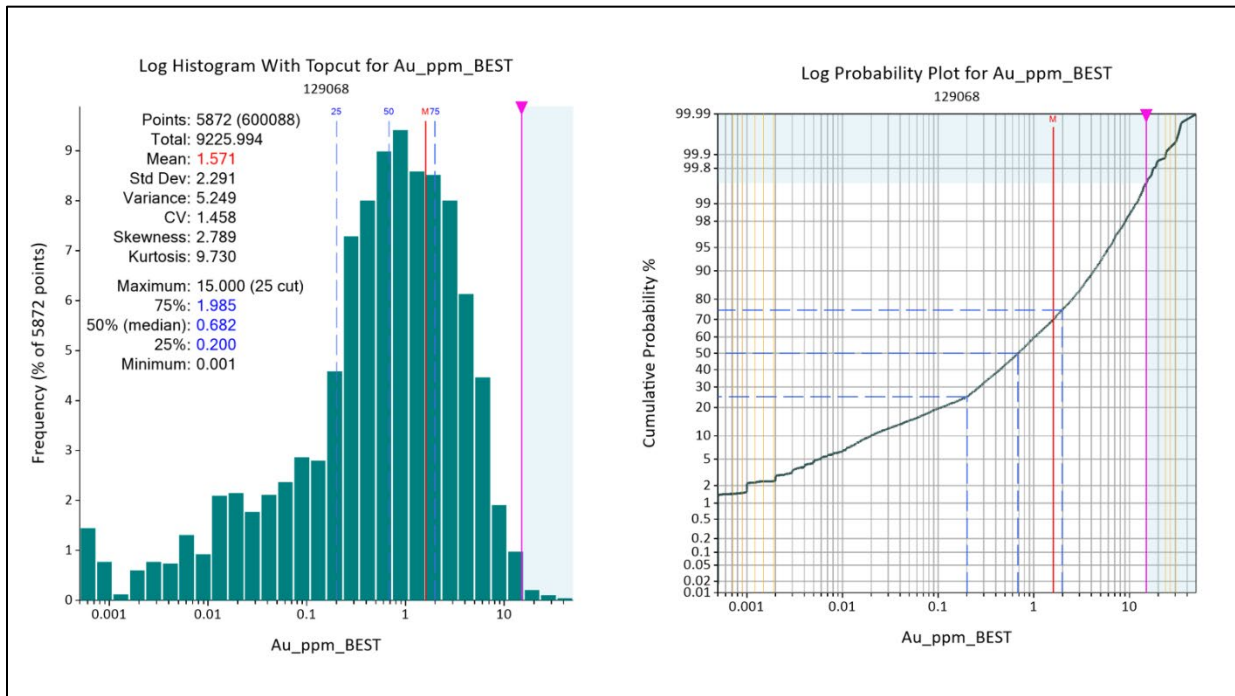 Log Histogram With Topcut for Au_ppm_BEST
129068
25
50
M
75
Points: 5872 (600088)
Total: 9225.994
Mean: 1.571
Std Dev: 2.291
Variance: 5.249
CV: 1.458
Skewness: 2.789
Kurtosis: 9.730
Maximum: 15.000 (25 cut)
75%: 1.985
50% (median): 0.682
25%: 0.200
Minimum: 0.001
Frequency (% of 5872 points)
9
8
7
6
5
4
3
2
1
0
0.001
0.01
0.1
1
10
Au_ppm_BEST
Log Probability Plot for Au_ppm_BEST
129068
M
Cumulative Probability %
99.99
99.9
99.8
99
98
95
90
80
70
60
50
40
30
20
10
5
2
1
0.5
0.2
0.1
0.05
0.02
0.01
0.001
0.01
0.1
1
10
Au_ppm_BEST